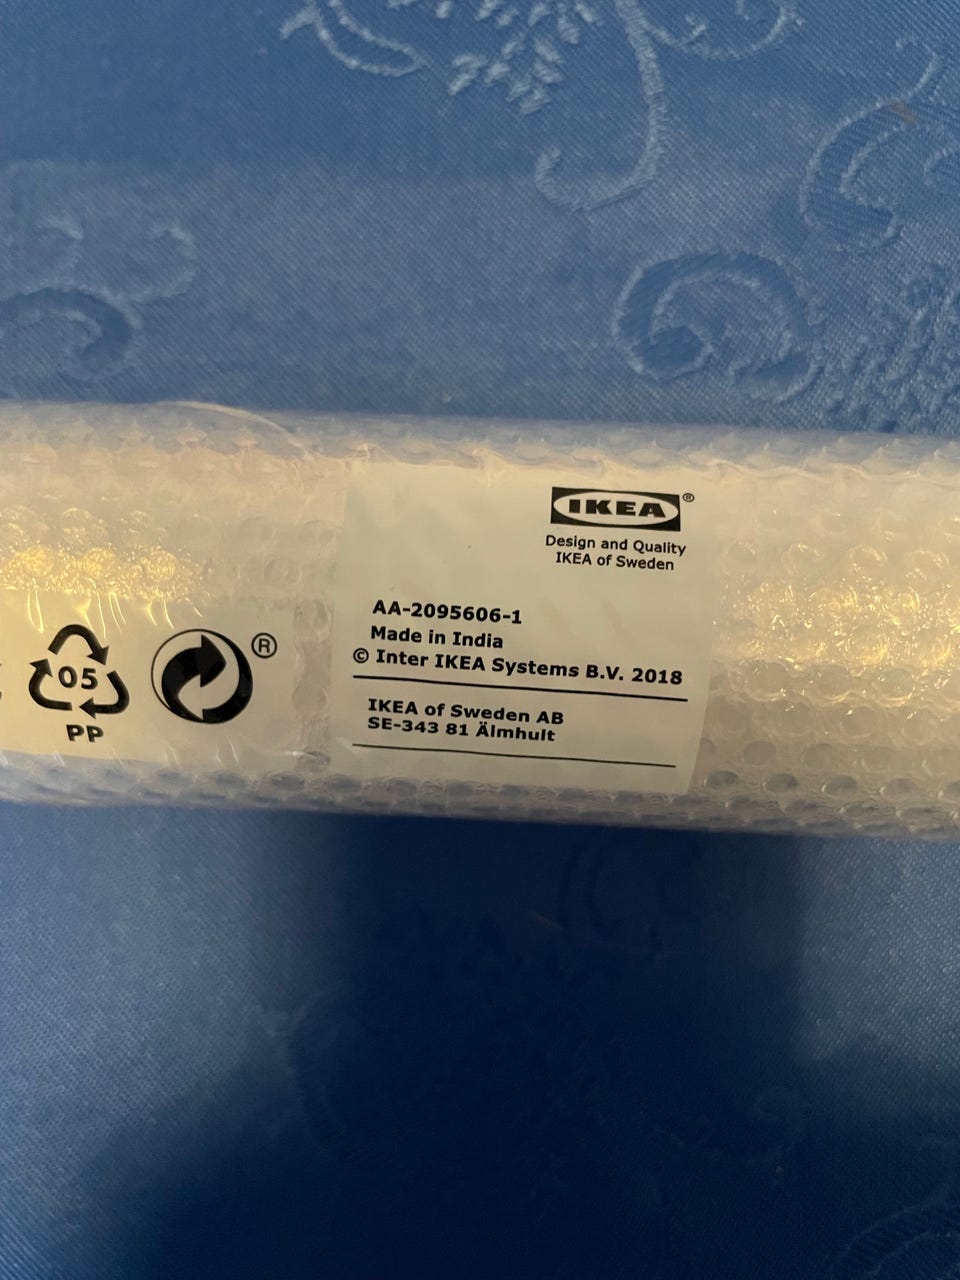 IKEA®
Design and Quality
IKEA of Sweden
AA-2095606-1
Made in India
© Inter IKEA Systems B.V. 2018
IKEA of Sweden AB
SE-343 81 Älmhult
05
PP
®